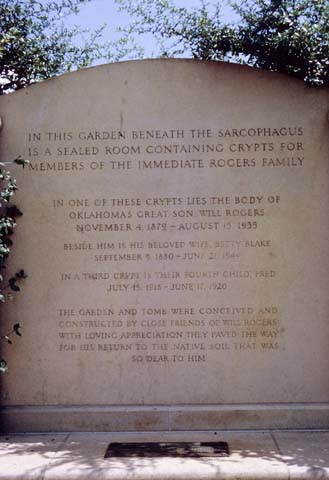 IN THIS GARDEN BENEATH THE SARCOPHAGUS
IS A SEALED ROOM CONTAINING CRYPTS FOR
MEMBERS OF THE IMMEDIATE ROGERS FAMILY
IN ONE OF THESE CRYPTS LIES THE BODY OF
OKLAHOMA'S GREAT SON, WILL ROGERS
NOVEMBER 4, 1879 - AUGUST 15, 1935
BESIDE HIM IS HIS BELOVED WIFE, BETTY BLAKE
SEPTEMBER 9, 1880 - JUNE 21, 1944
IN A THIRD CRYPT IS THEIR FOURTH CHILD, FRED
JULY 15, 1918 - JUNE 17, 1920
THE GARDEN AND TOMB WERE CONCEIVED AND
CONSTRUCTED BY CLOSE FRIENDS OF WILL ROGERS
WITH LOVING APPRECIATION THEY PAVED THE WAY
FOR HIS RETURN TO THE NATIVE SOIL THAT WAS
SO DEAR TO HIM